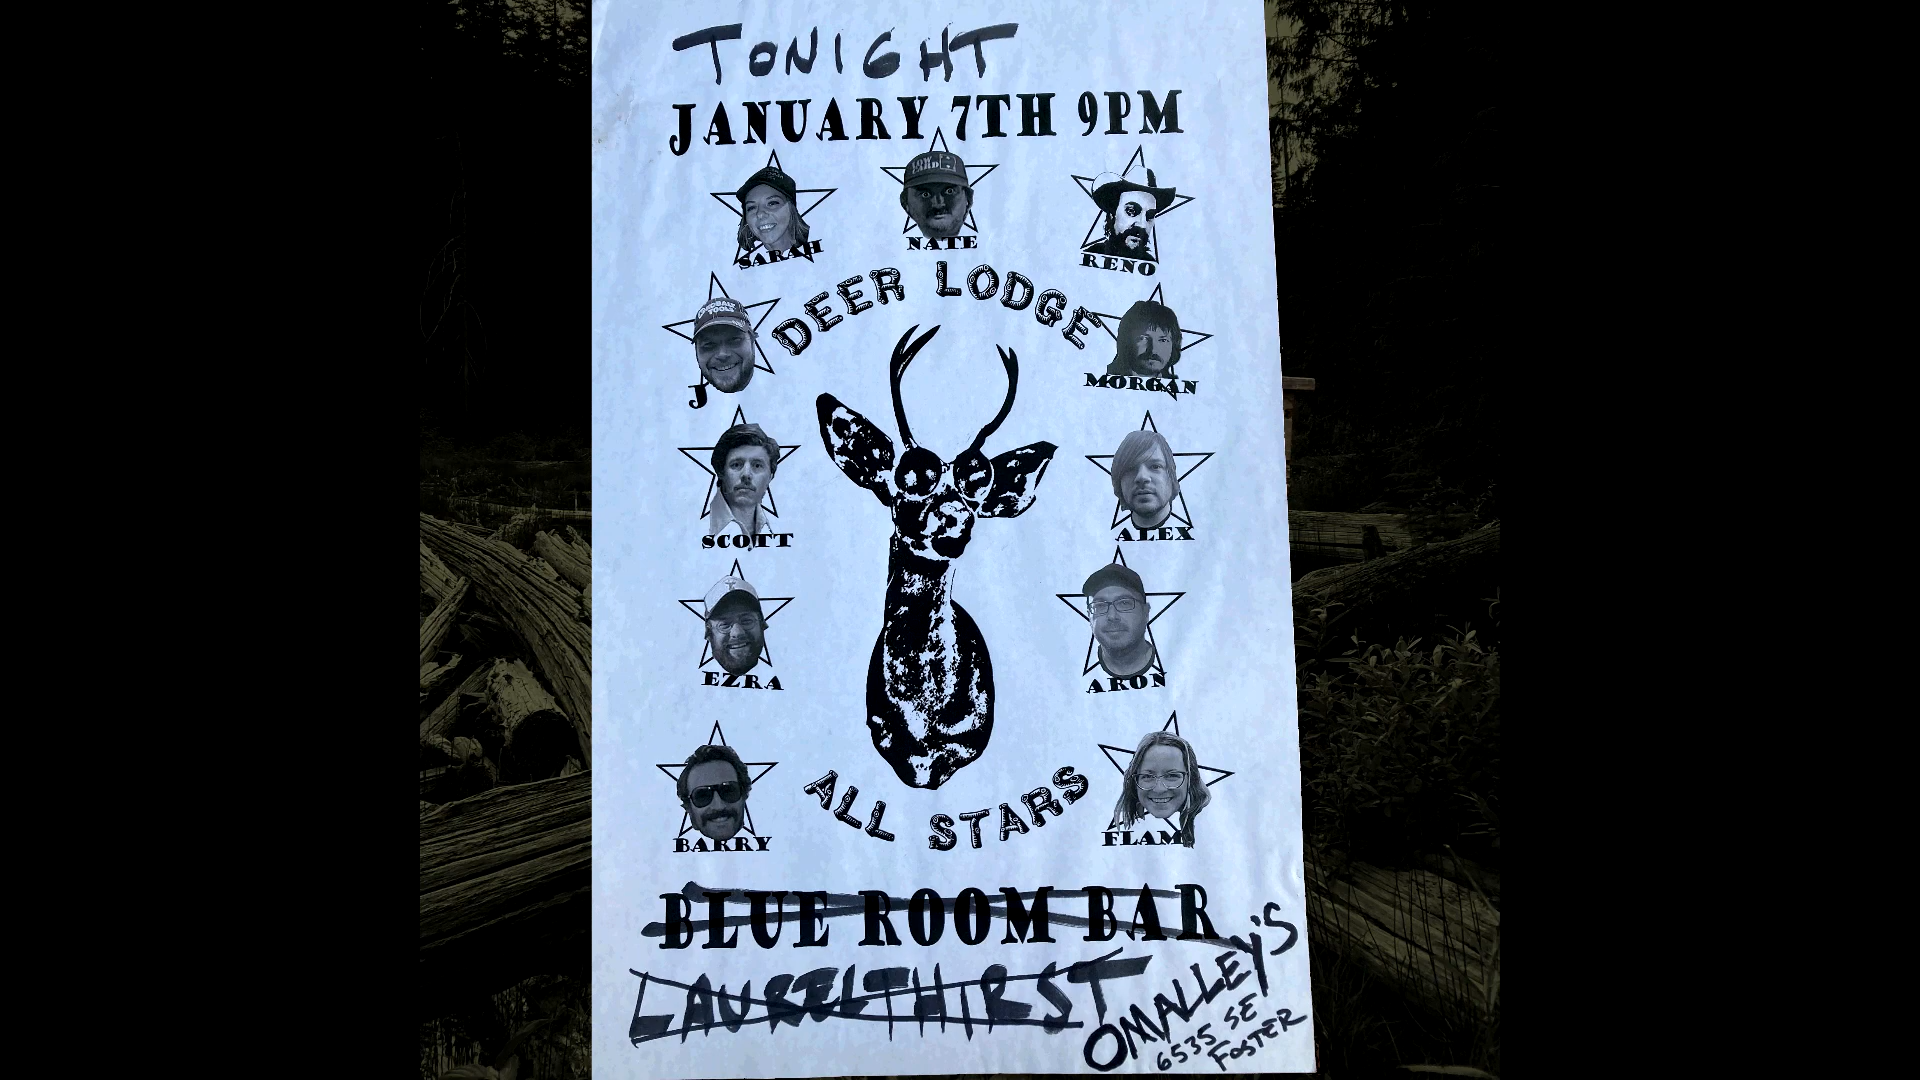 TONIGHT
JANUARY 7TH 9PM
SARAH
NATE
RENO
DEER LODGE
J
MORGAN
SCOTT
ALEX
EZRA
ARON
BARRY
FLAM
ALL STARS
BLUE ROOM BAR
LAURELTHIRST
OMALLEY'S
6535 SE
FOSTER